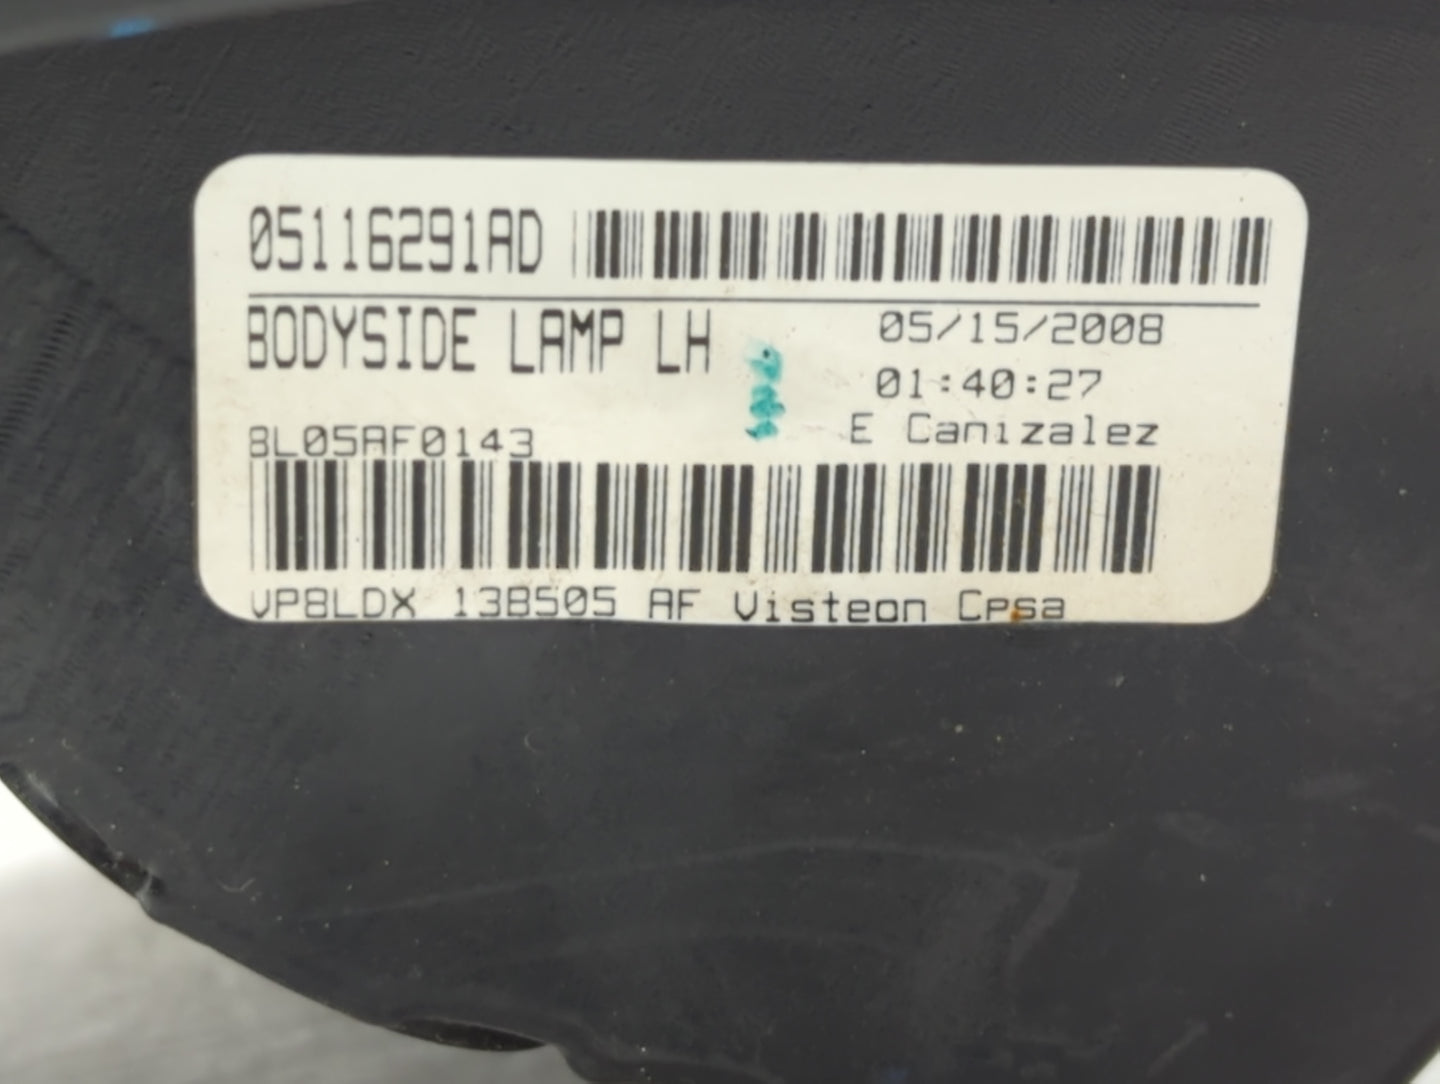 05116291AD
BODYSIDE LAMP LH
05/15/2008
01:40:27
E Canizalez
8L05AF0143
VP8LDX 13B505 AF Visteon Cpsa